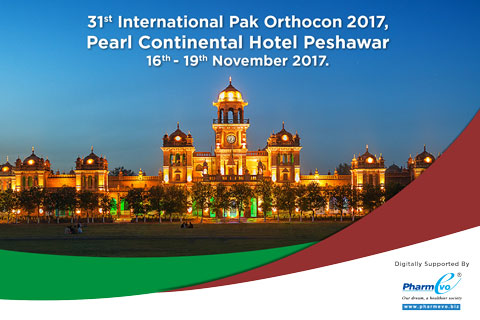 31st International Pak Orthocon 2017,
Pearl Continental Hotel Peshawar
16th - 19th November 2017.
Digitally Supported By
PharmEvo®
Our dream, a healthier society
www.pharmevo.biz